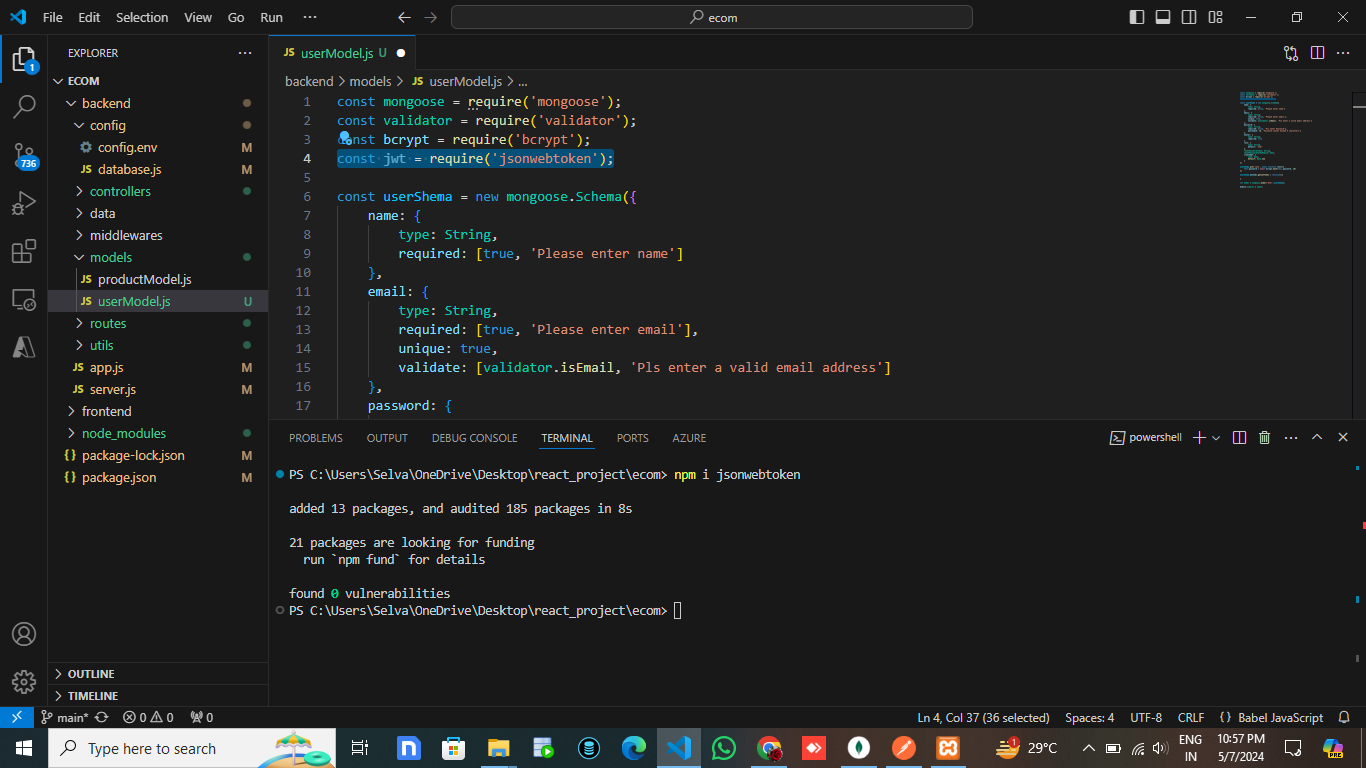 File Edit Selection View Go Run ···
ecom
EXPLORER ···
ECOM
backend
config
config.env M
database.js M
controllers
data
middlewares
models
productModel.js
userModel.js U
routes
utils
app.js M
server.js M
frontend
node_modules
package-lock.json M
package.json M
OUTLINE
TIMELINE
1
736
userModel.js U
backend > models > JS userModel.js > ...
1 const mongoose = require('mongoose');
2 const validator = require('validator');
3 const bcrypt = require('bcrypt');
4 const jwt = require('jsonwebtoken');
5
6 const userShema = new mongoose.Schema({
7 name: {
8 type: String,
9 required: [true, 'Please enter name']
10 },
11 email: {
12 type: String,
13 required: [true, 'Please enter email'],
14 unique: true,
15 validate: [validator.isEmail, 'Pls enter a valid email address']
16 },
17 password: {
PROBLEMS OUTPUT DEBUG CONSOLE TERMINAL PORTS AZURE
powershell
PS C:\Users\Selva\OneDrive\Desktop\react_project\ecom> npm i jsonwebtoken
added 13 packages, and audited 185 packages in 8s
21 packages are looking for funding
run `npm fund` for details
found 0 vulnerabilities
PS C:\Users\Selva\OneDrive\Desktop\react_project\ecom>
main* 0 0 0 Ln 4, Col 37 (36 selected) Spaces: 4 UTF-8 CRLF {} Babel JavaScript
Type here to search
29°C
ENG
IN
10:57 PM
5/7/2024